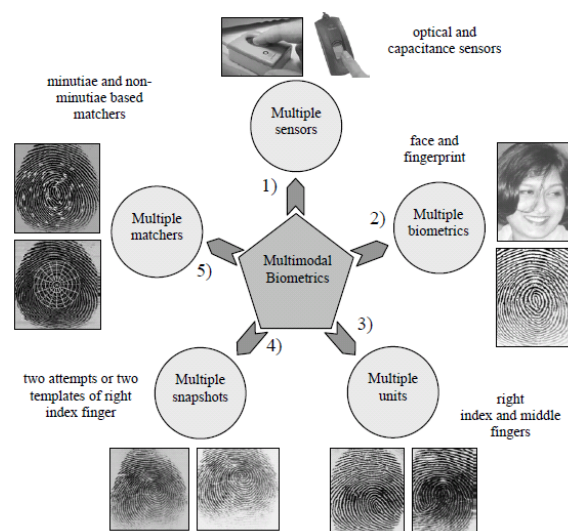 optical and
capacitance sensors
minutiae and non-
minutiae based
matchers
Multiple
sensors
face and
fingerprint
1)
2)
Multiple
biometrics
Multiple
matchers
5)
Multimodal
Biometrics
4)
3)
two attempts or two
templates of right
index finger
Multiple
snapshots
Multiple
units
right
index and middle
fingers